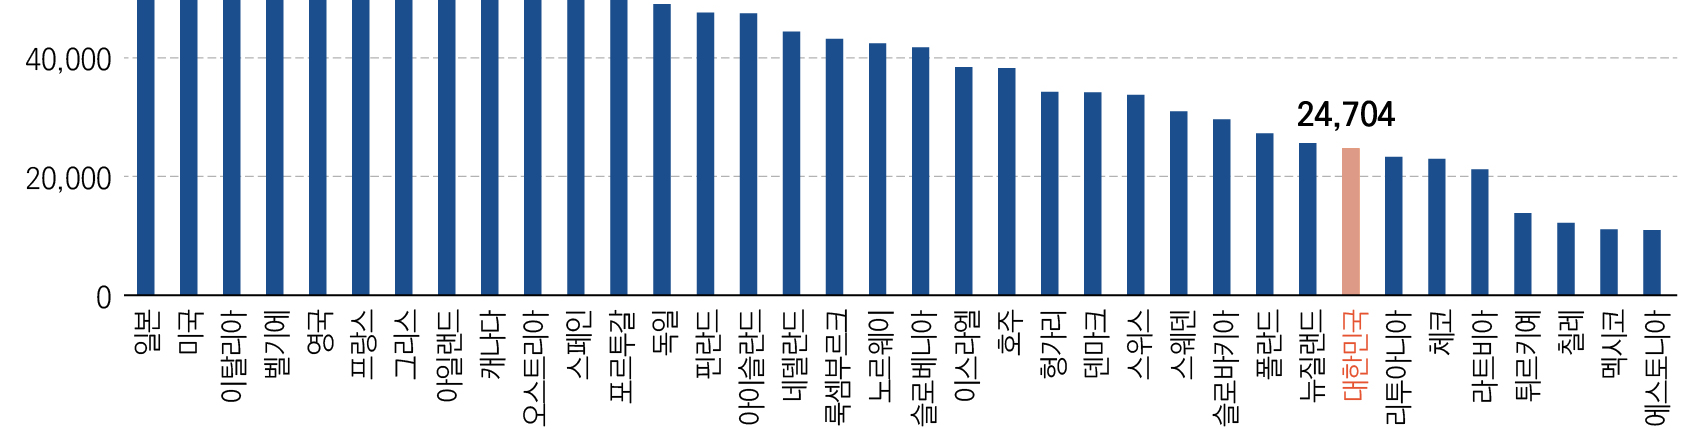 40,000
24,704
20,000
0
일본
미국
이탈리아
벨기에
영국
프랑스
그리스
아일랜드
캐나다
오스트리아
스페인
포르투갈
독일
핀란드
아이슬란드
네델란드
룩셈부르크
노르웨이
슬로베니아
이스라엘
호주
헝가리
덴마크
스위스
스웨덴
슬로바키아
폴란드
뉴질랜드
대한민국
리투아니아
체코
라트비아
튀르키예
칠레
멕시코
에스토니아